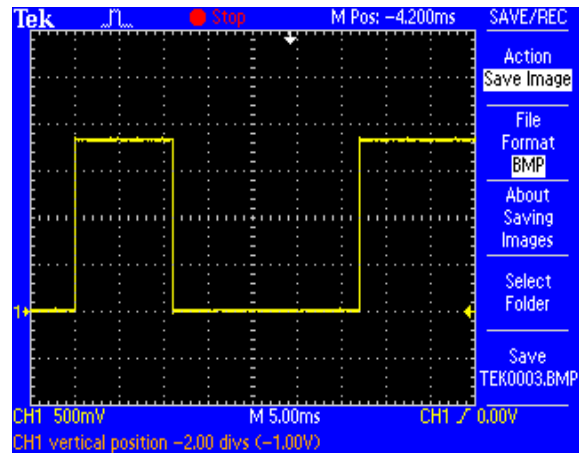 Tek Stop M Pos: -4.200ms SAVE/REC
Action
Save Image
File
Format
BMP
About
Saving
Images
Select
Folder
Save
TEK0003.BMP
1
CH1 500mV M 5.00ms CH1 0.00V
CH1 vertical position -2.00 divs (-1.00V)